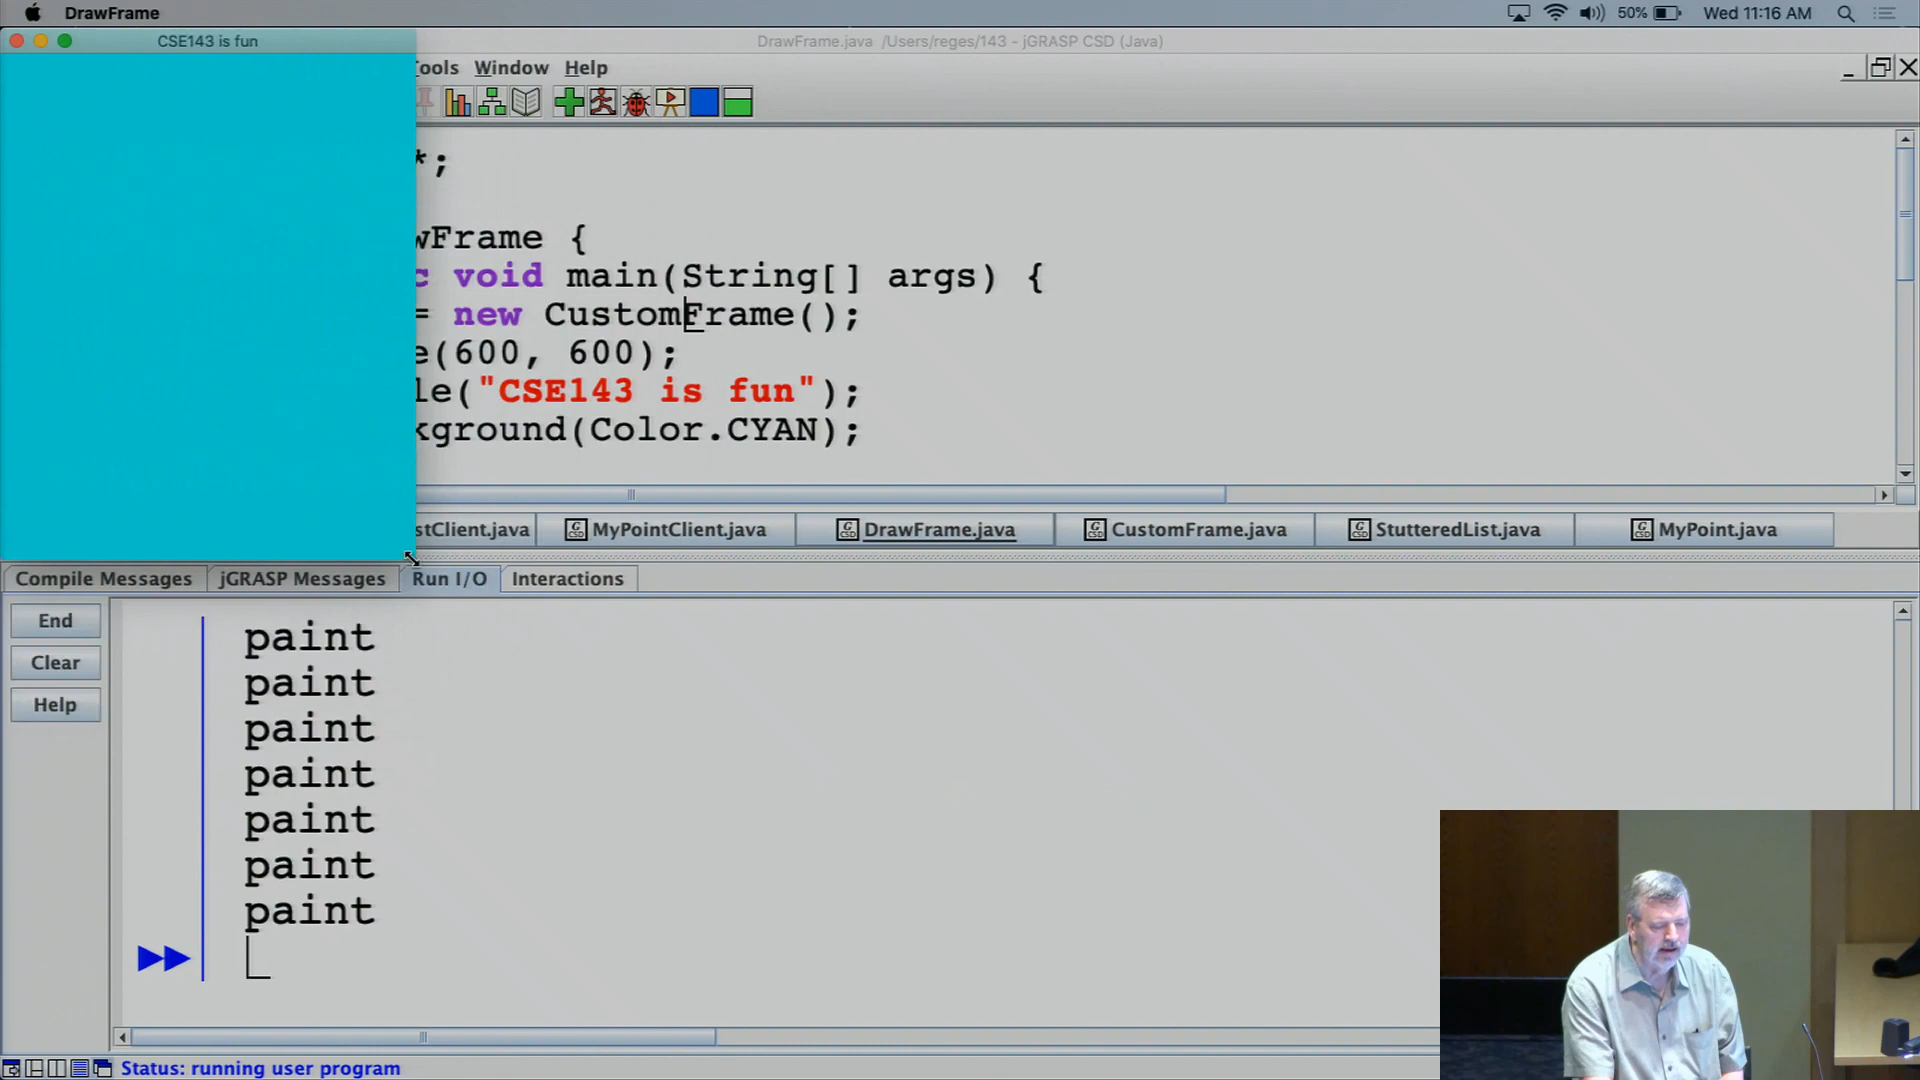 DrawFrame
50% Wed 11:16 AM
CSE143 is fun
DrawFrame.java /Users/reges/143 - jGRASP CSD (Java)
ools Window Help
*;
wFrame {
c void main(String[] args) {
= new CustomFrame();
e(600, 600);
le("CSE143 is fun");
kground(Color.CYAN);
stClient.java MyPointClient.java DrawFrame.java CustomFrame.java StutteredList.java MyPoint.java
Compile Messages jGRASP Messages Run I/O Interactions
End
Clear
Help
paint
paint
paint
paint
paint
paint
paint
Status: running user program